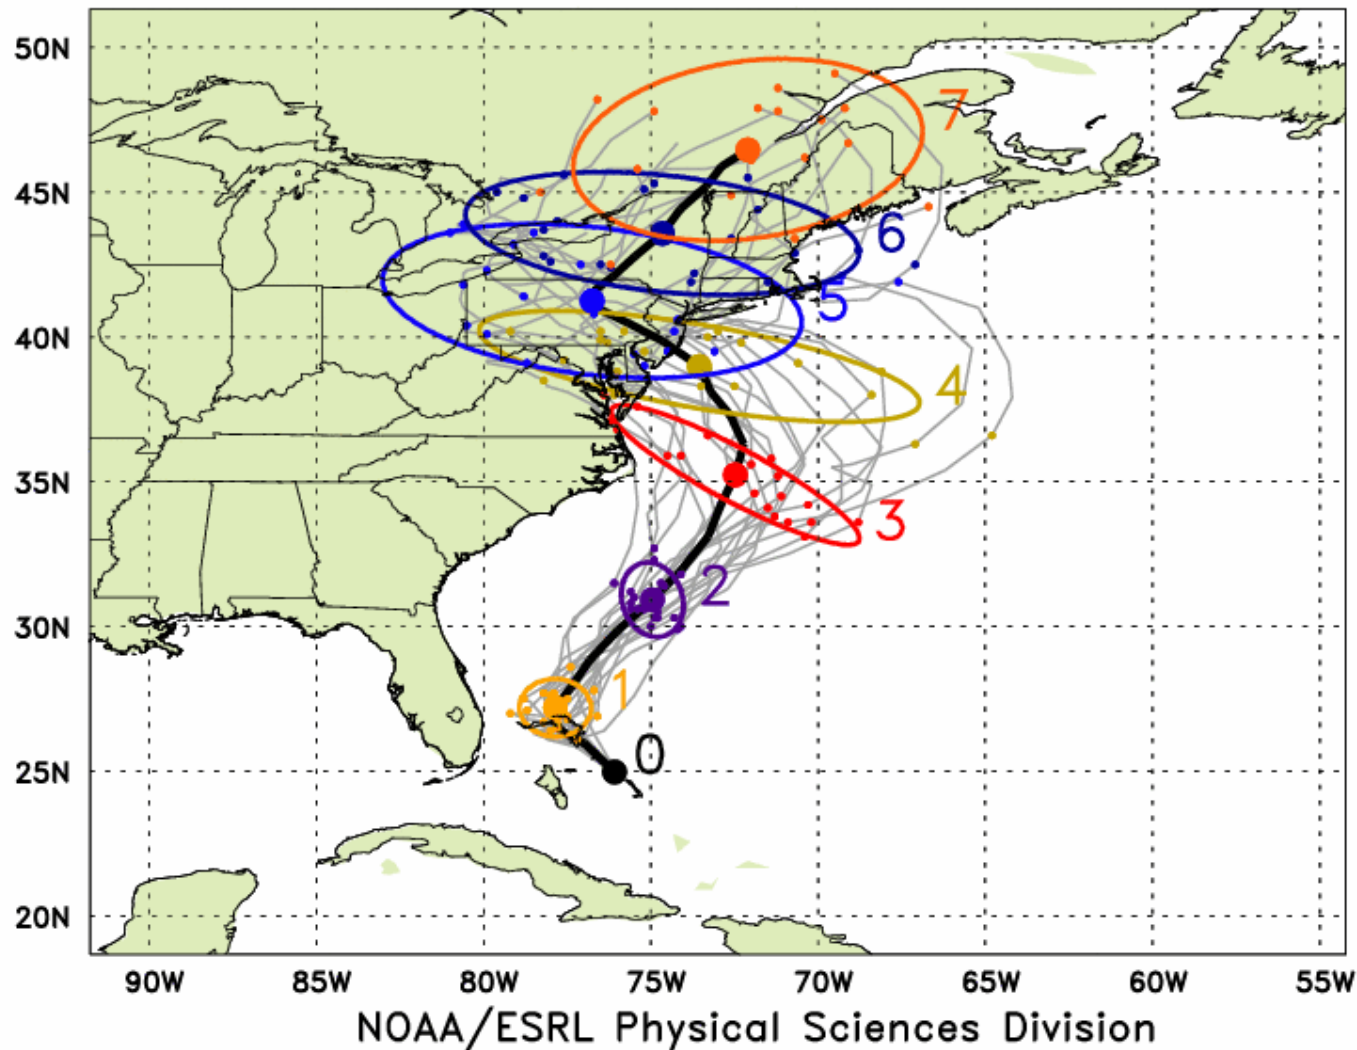 50N
7
45N
6
5
40N
4
35N
3
2
30N
1
0
25N
20N
90W 85W 80W 75W 70W 65W 60W 55W
NOAA/ESRL Physical Sciences Division